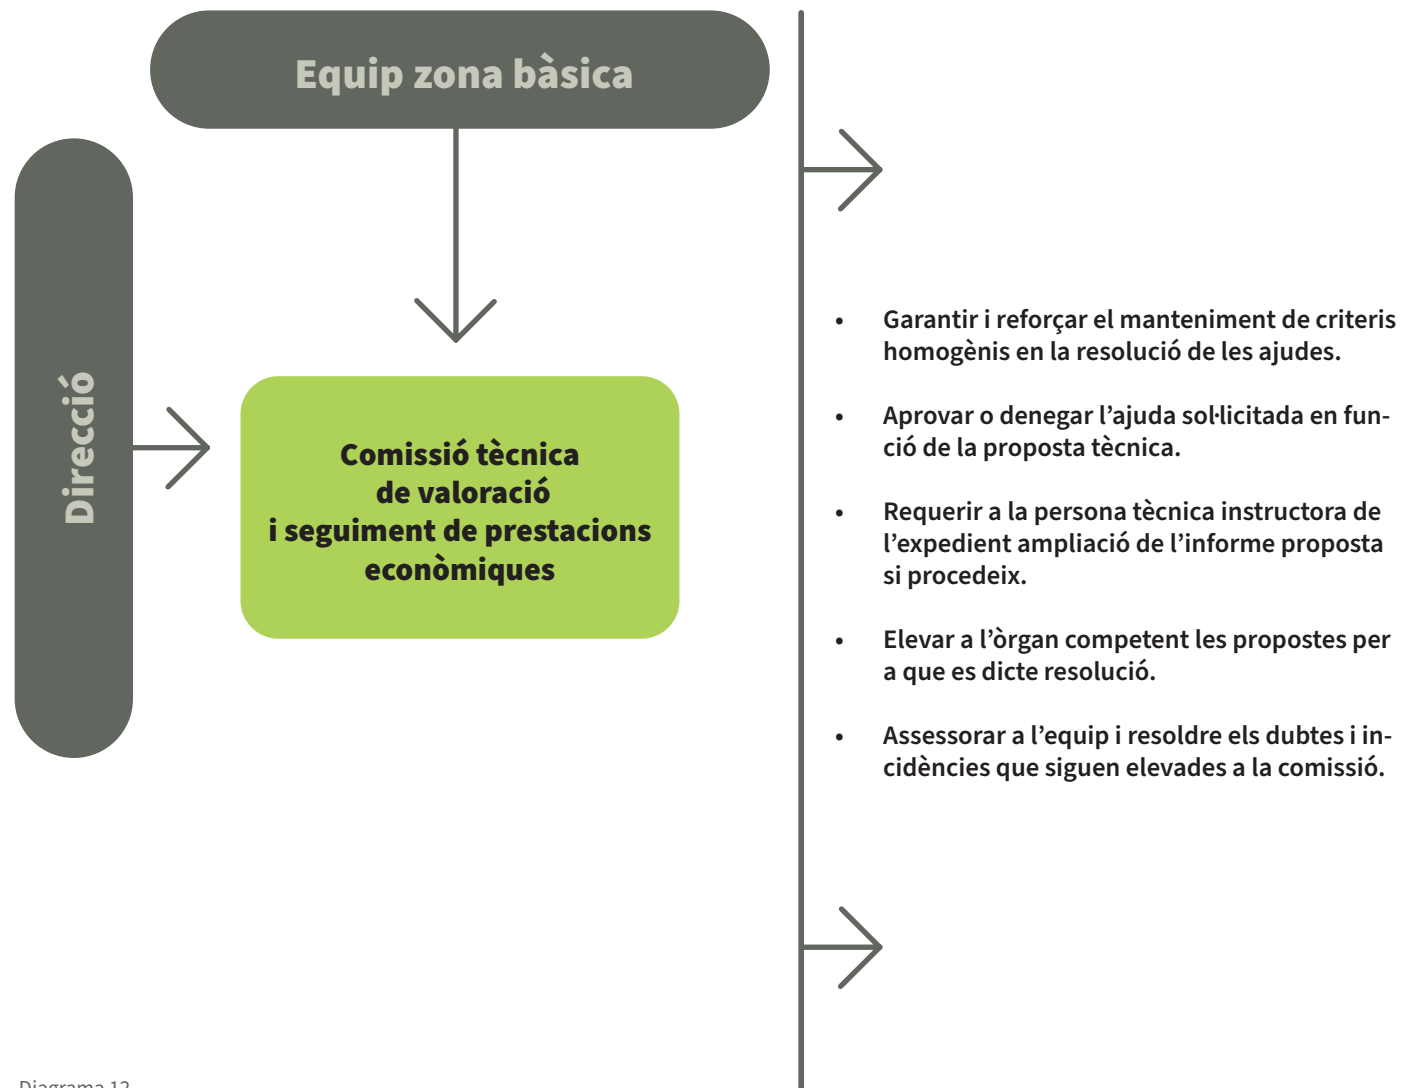 Equip zona bàsica
Direcció
Comissió tècnica
de valoració
i seguiment de prestacions
econòmiques
• Garantir i reforçar el manteniment de criteris
homogènis en la resolució de les ajudes.
• Aprovar o denegar l’ajuda sol·licitada en fun-
ció de la proposta tècnica.
• Requerir a la persona tècnica instructora de
l’expedient ampliació de l’informe proposta
si procedeix.
• Elevar a l’òrgan competent les propostes per
a que es dicte resolució.
• Assessorar a l’equip i resoldre els dubtes i in-
cidències que siguen elevades a la comissió.
Diagrama 12